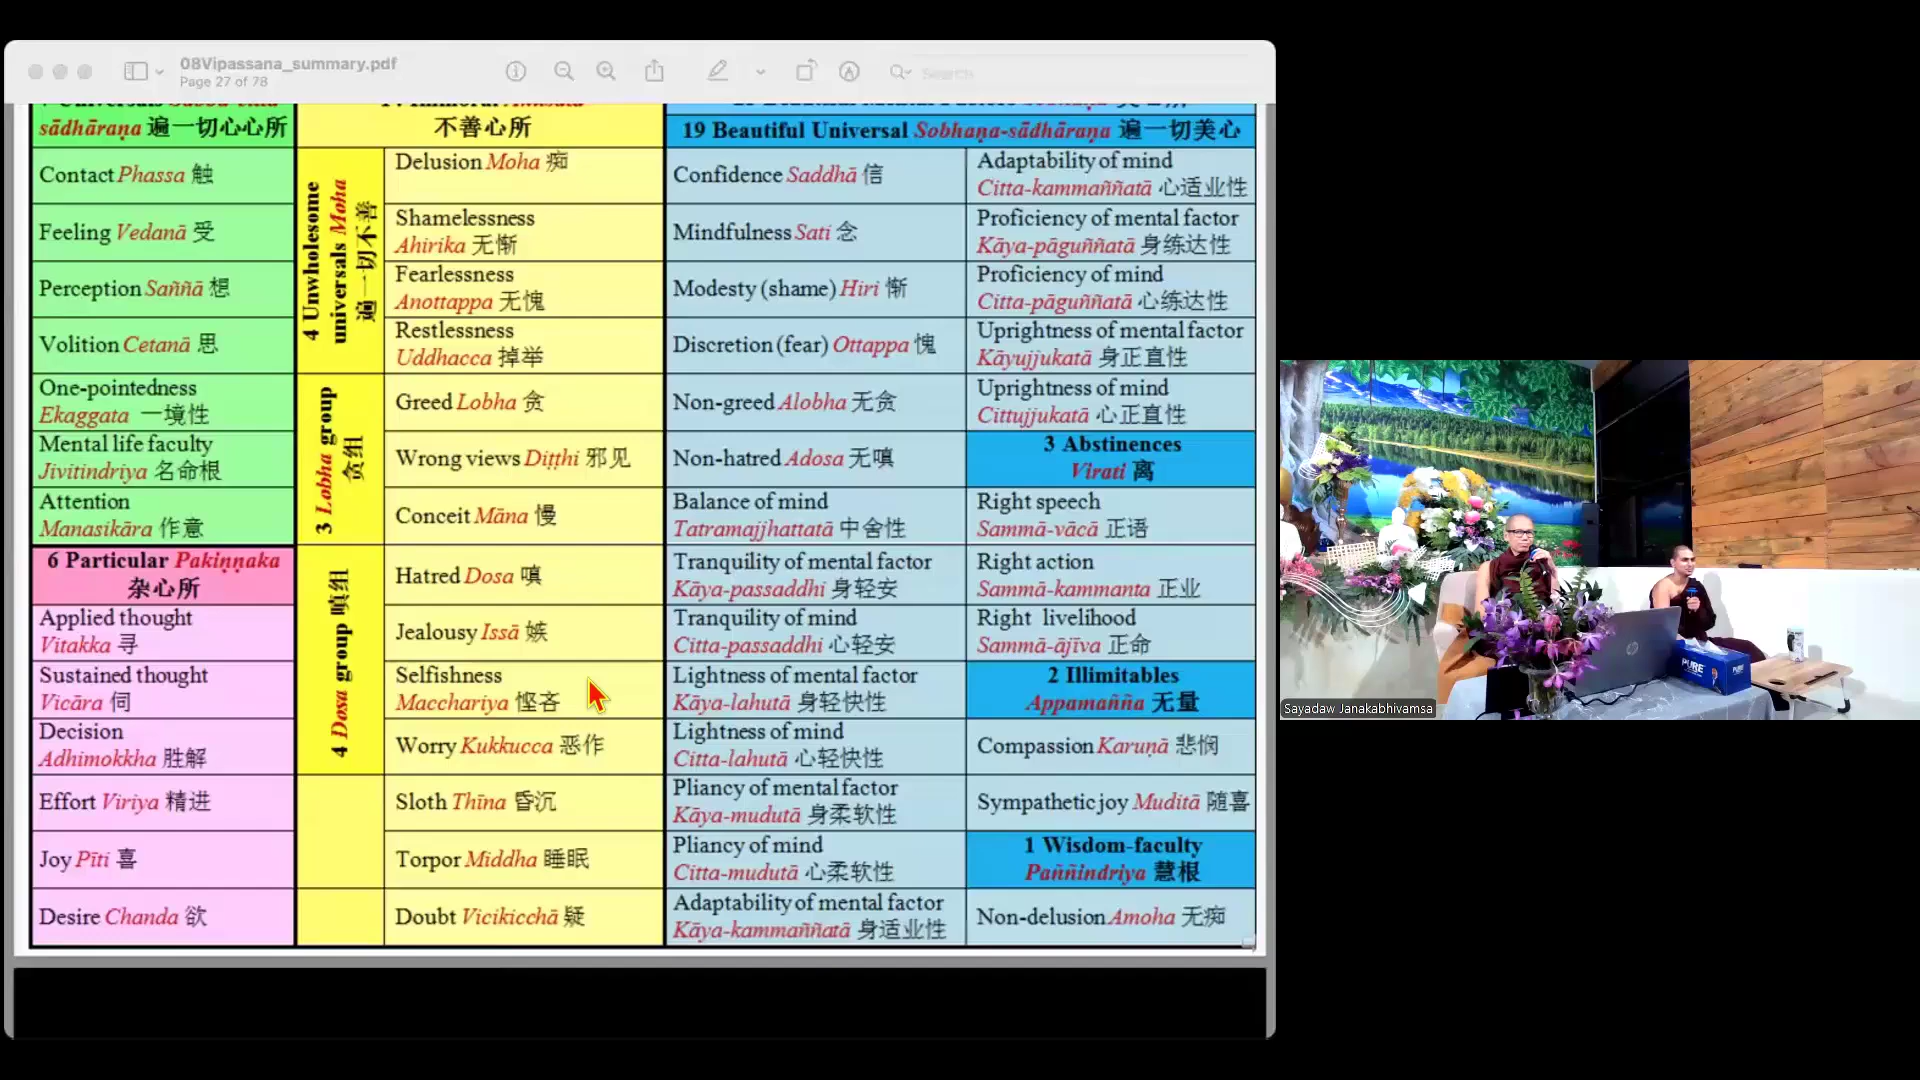 08Vipassana_summary.pdf
Page 27 of 78
Search
sādhāraṇa 遍一切心心所
不善心所
19 Beautiful Universal Sobhaṇa-sādhāraṇa 遍一切美心
Contact Phassa 触
Feeling Vedanā 受
Perception Saññā 想
Volition Cetanā 思
One-pointedness
Ekaggata 一境性
Mental life faculty
Jivitindriya 名命根
Attention
Manasikāra 作意
6 Particular Pakiṇṇaka
杂心所
Applied thought
Vitakka 寻
Sustained thought
Vicāra 伺
Decision
Adhimokkha 胜解
Effort Viriya 精进
Joy Pīti 喜
Desire Chanda 欲
4 Unwholesome
universals Moha
遍一切不善
Delusion Moha 痴
Shamelessness
Ahirika 无惭
Fearlessness
Anottappa 无愧
Restlessness
Uddhacca 掉举
3 Lobha group
贪组
Greed Lobha 贪
Wrong views Diṭṭhi 邪见
Conceit Māna 慢
4 Dosa group 嗔组
Hatred Dosa 嗔
Jealousy Issā 嫉
Selfishness
Macchariya 悭吝
Worry Kukkucca 恶作
Sloth Thīna 昏沉
Torpor Middha 睡眠
Doubt Vicikicchā 疑
Confidence Saddhā 信
Mindfulness Sati 念
Modesty (shame) Hiri 惭
Discretion (fear) Ottappa 愧
Non-greed Alobha 无贪
Non-hatred Adosa 无嗔
Balance of mind
Tatramajjhattatā 中舍性
Tranquility of mental factor
Kāya-passaddhi 身轻安
Tranquility of mind
Citta-passaddhi 心轻安
Lightness of mental factor
Kāya-lahutā 身轻快性
Lightness of mind
Citta-lahutā 心轻快性
Pliancy of mental factor
Kāya-mudutā 身柔软性
Pliancy of mind
Citta-mudutā 心柔软性
Adaptability of mental factor
Kāya-kammaññatā 身适业性
Adaptability of mind
Citta-kammaññatā 心适业性
Proficiency of mental factor
Kāya-pāguññatā 身练达性
Proficiency of mind
Citta-pāguññatā 心练达性
Uprightness of mental factor
Kāyujjukatā 身正直性
Uprightness of mind
Cittujjukatā 心正直性
3 Abstinences
Virati 离
Right speech
Sammā-vācā 正语
Right action
Sammā-kammanta 正业
Right livelihood
Sammā-ājīva 正命
2 Illimitables
Appamañña 无量
Compassion Karuṇā 悲悯
Sympathetic joy Muditā 随喜
1 Wisdom-faculty
Paññindriya 慧根
Non-delusion Amoha 无痴
hp
PURE
PURE
Sayadaw Janakabhivamsa